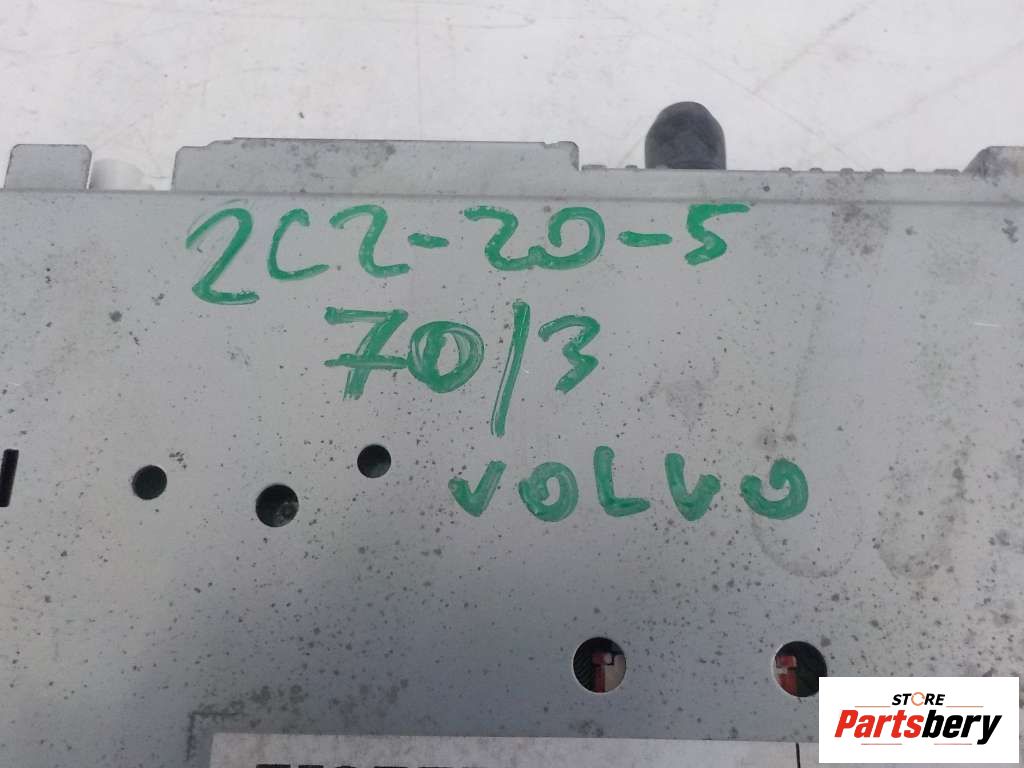 2C2-20-5
70/3
VOLVO
STORE
Partsbery